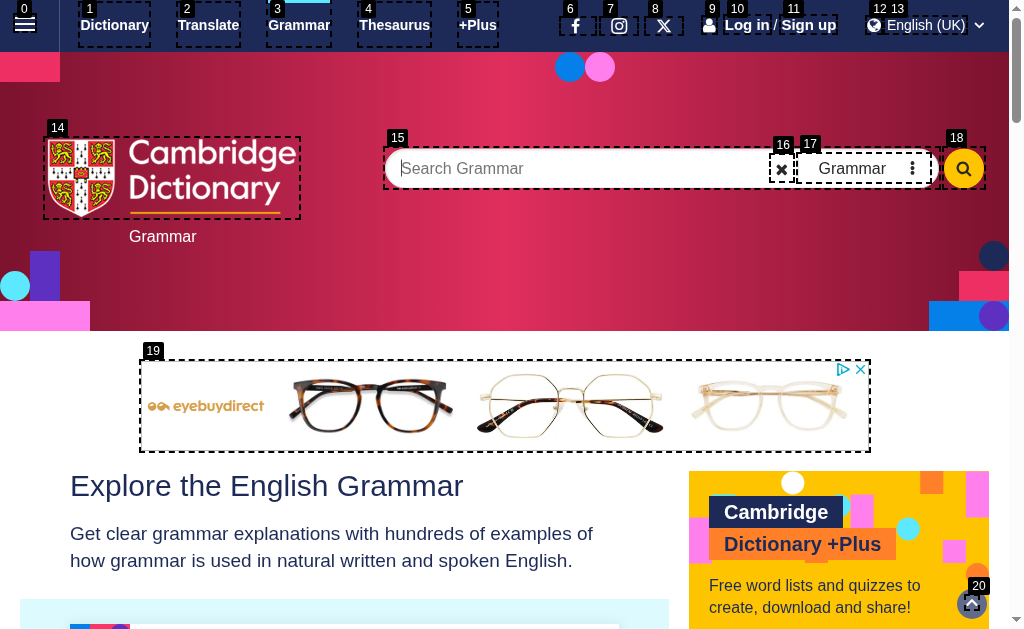 0
1
2
3
4
5
6
7
8
9
10
11
12
13
Dictionary
Translate
Grammar
Thesaurus
+Plus
Log in / Sign up
English (UK)
14
15
16
17
18
Cambridge
Dictionary
Grammar
Search Grammar
Grammar
19
eyebuydirect
Explore the English Grammar
Get clear grammar explanations with hundreds of examples of
how grammar is used in natural written and spoken English.
Cambridge
Dictionary +Plus
Free word lists and quizzes to
create, download and share!
20